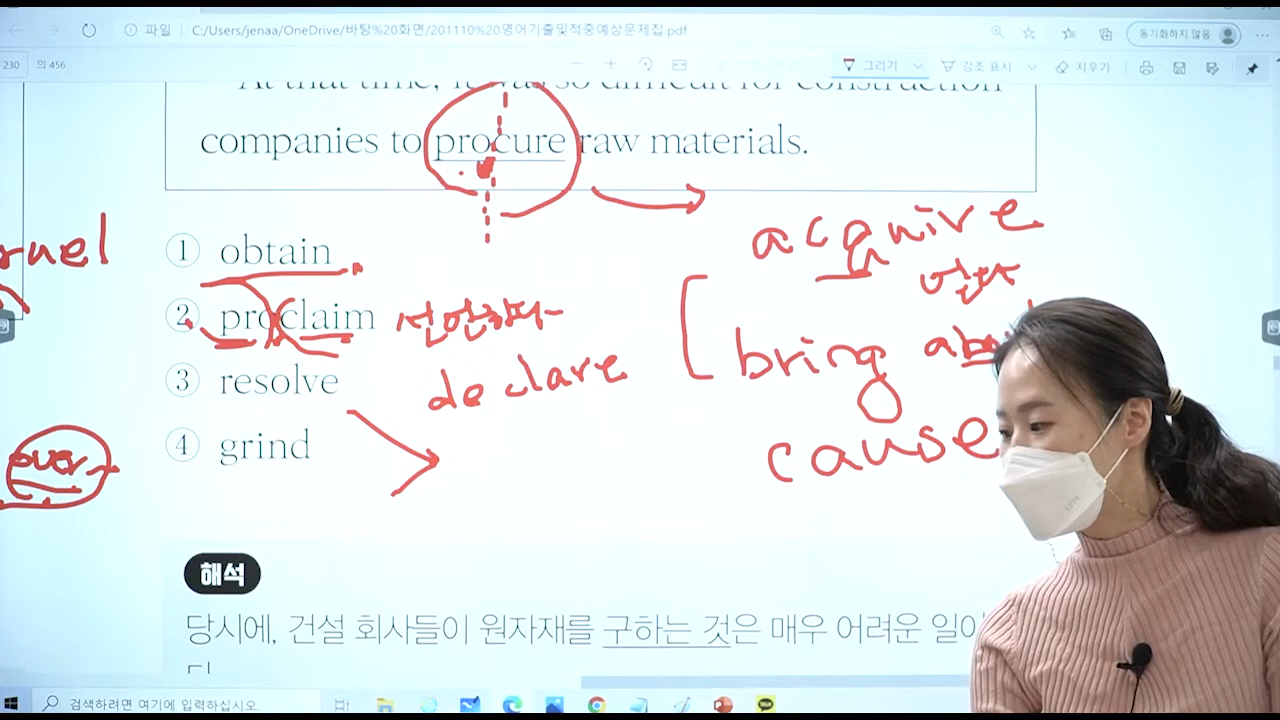 파일 C:/Users/jenaa/OneDrive/바탕%20화면/201110%20영어기출및적중예상문제집.pdf
동기화하지 않음
230 의 456
그리기 강조 표시 지우기
At that time, it was so difficult for construction
companies to procure raw materials.
① obtain
② proclaim 선언하다
③ resolve
④ grind
declare
acquire
얻다
bring
cause
rnel
over
해석
당시에, 건설 회사들이 원자재를 구하는 것은 매우 어려운 일이
검색하려면 여기에 입력하십시오.